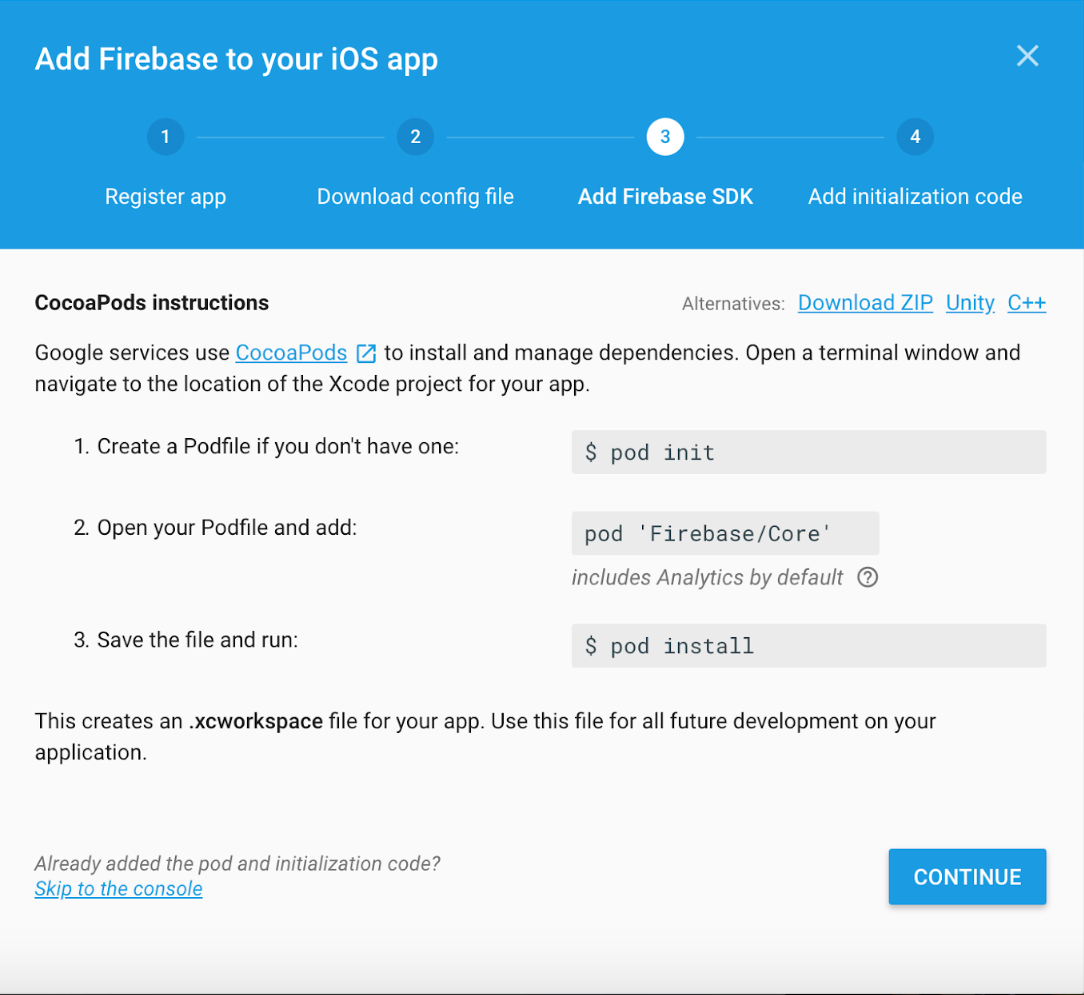 Add Firebase to your iOS app
1 2 3 4
Register app Download config file Add Firebase SDK Add initialization code
CocoaPods instructions
Alternatives: Download ZIP Unity C++
Google services use CocoaPods to install and manage dependencies. Open a terminal window and
navigate to the location of the Xcode project for your app.
1. Create a Podfile if you don't have one:
$ pod init
2. Open your Podfile and add:
pod 'Firebase/Core'
includes Analytics by default ?
3. Save the file and run:
$ pod install
This creates an .xcworkspace file for your app. Use this file for all future development on your
application.
Already added the pod and initialization code?
Skip to the console
CONTINUE